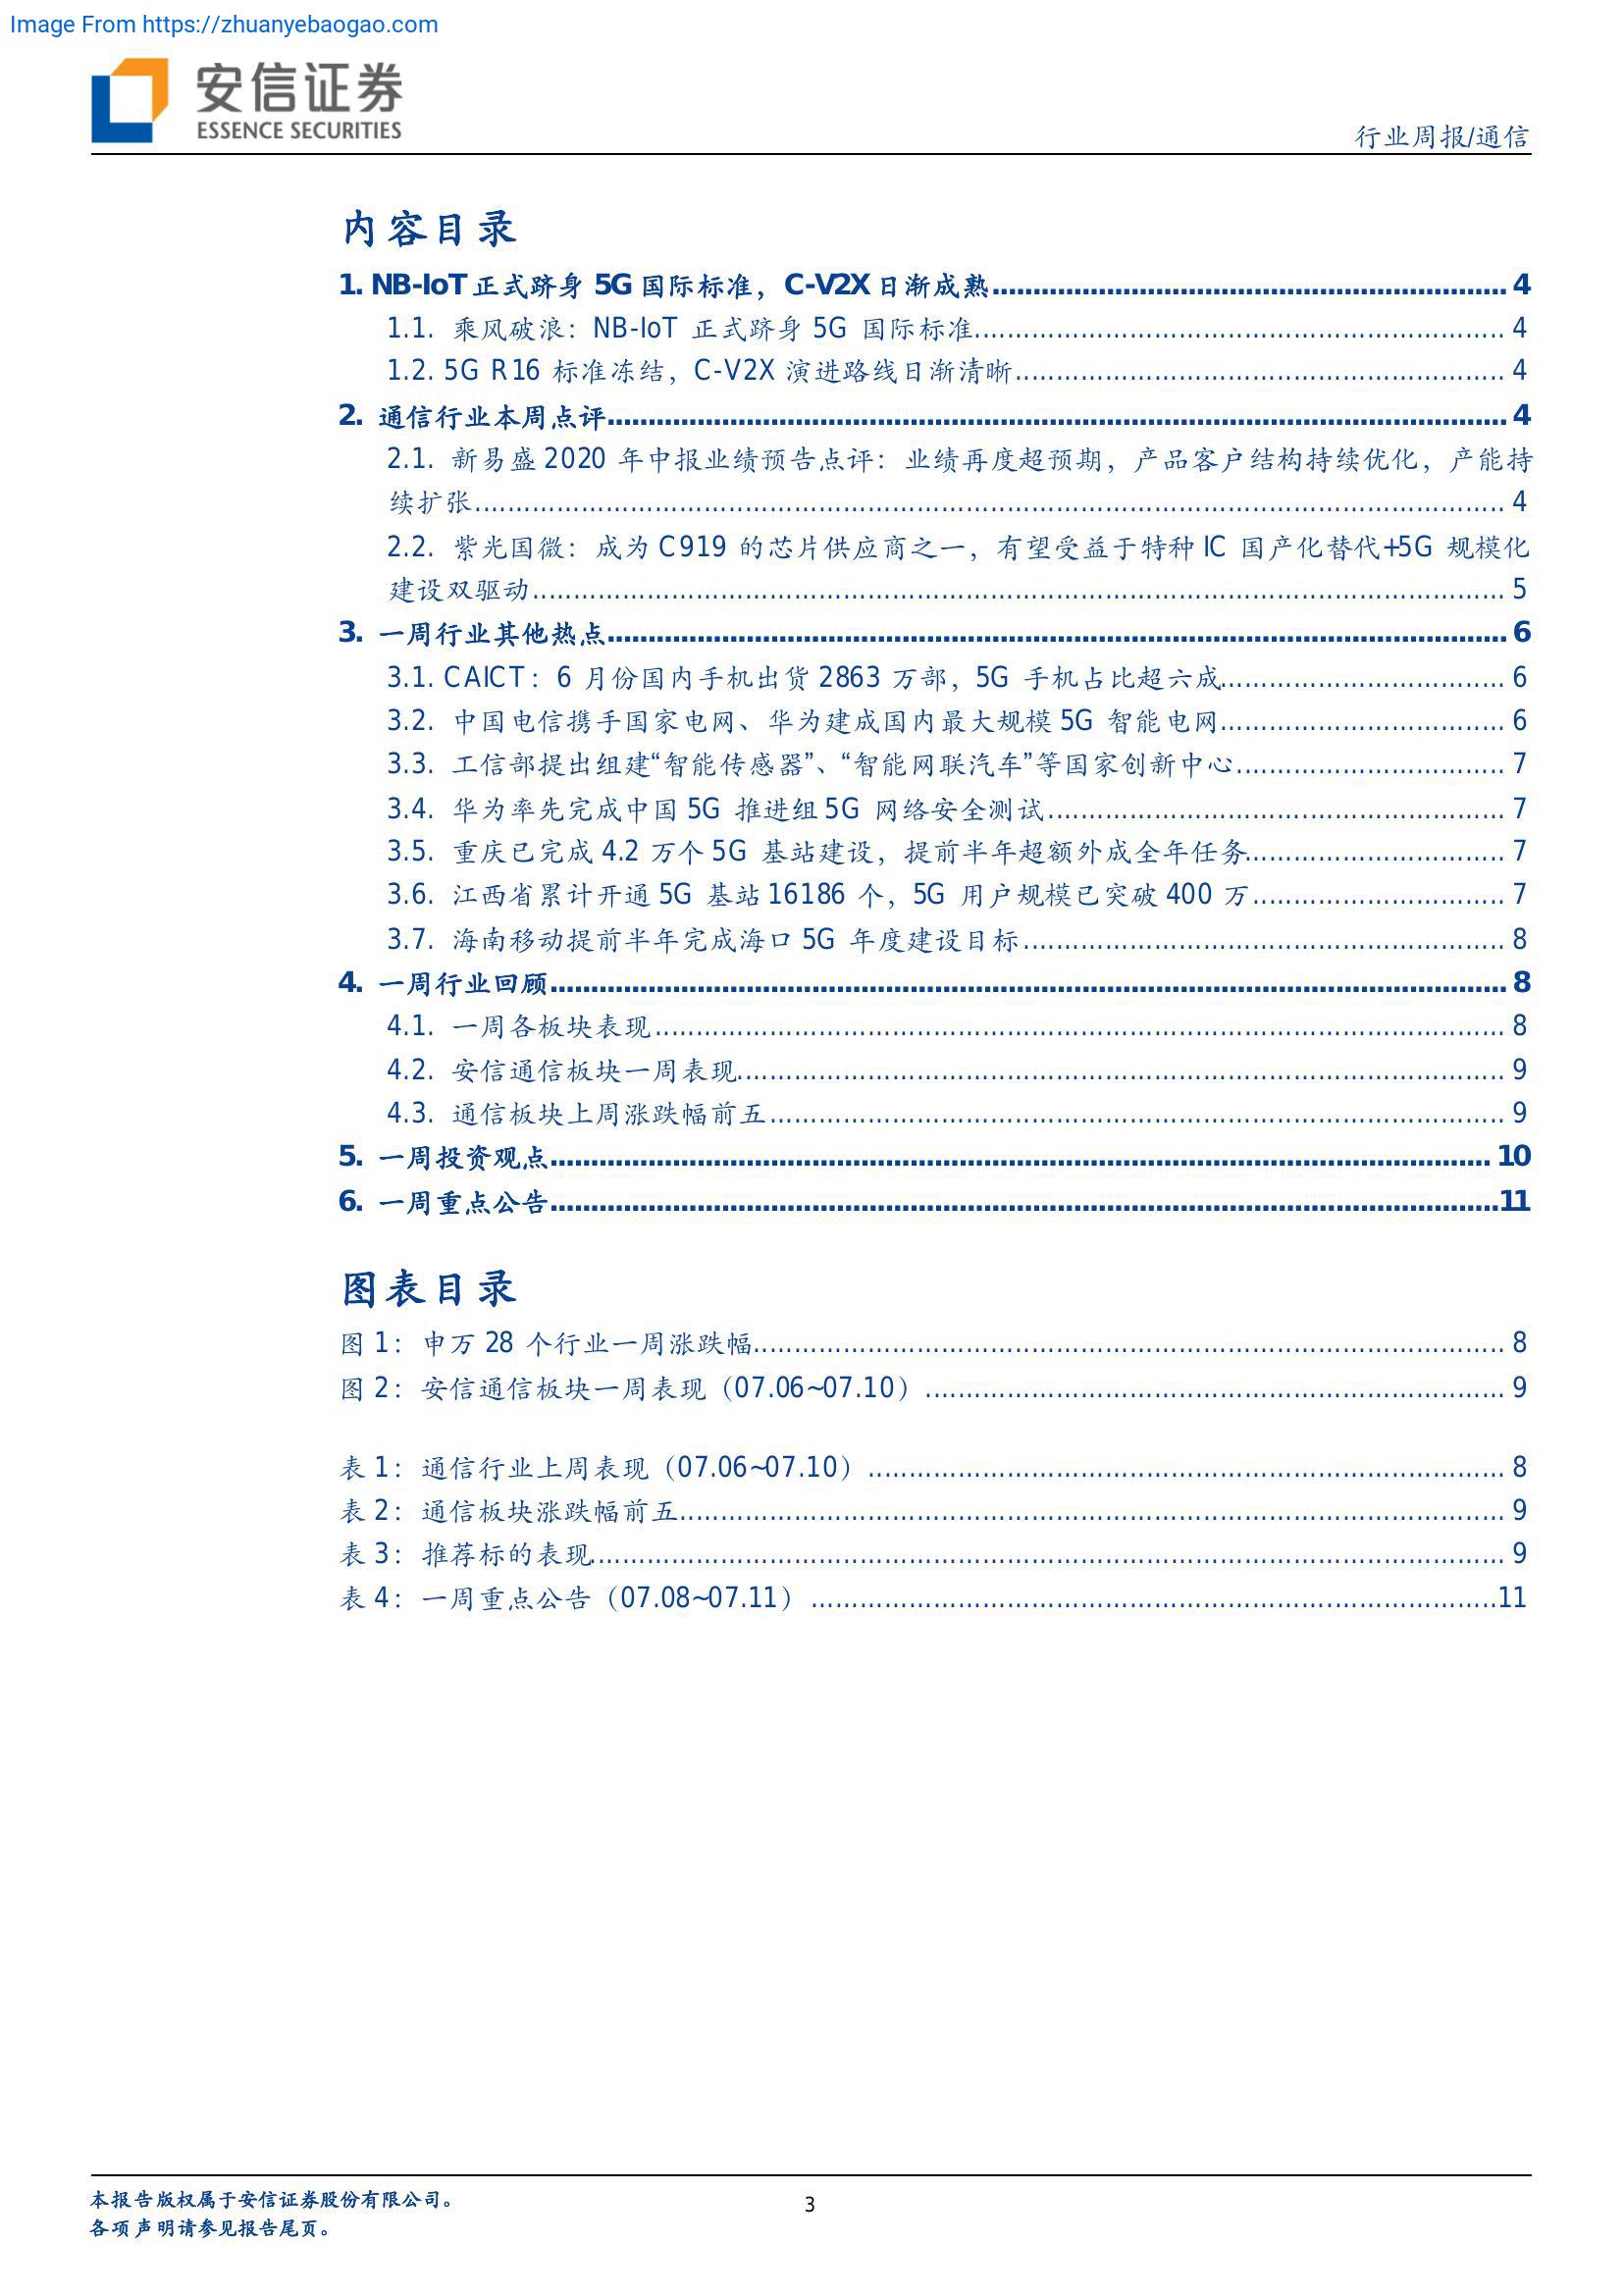 Image From https://zhuanyebaogao.com
安信证券
ESSENCE SECURITIES
行业周报/通信
内容目录
1. NB-IoT 正式跻身 5G 国际标准，C-V2X 日渐成熟 4
1.1. 乘风破浪：NB-IoT 正式跻身 5G 国际标准 4
1.2. 5G R16 标准冻结，C-V2X 演进路线日渐清晰 4
2. 通信行业本周点评 4
2.1. 新易盛 2020 年中报业绩预告点评：业绩再度超预期，产品客户结构持续优化，产能持
续扩张 4
2.2. 紫光国微：成为 C919 的芯片供应商之一，有望受益于特种 IC 国产化替代+5G 规模化
建设双驱动 5
3. 一周行业其他热点 6
3.1. CAICT：6 月份国内手机出货 2863 万部，5G 手机占比超六成 6
3.2. 中国电信携手国家电网、华为建成国内最大规模 5G 智能电网 6
3.3. 工信部提出组建“智能传感器”、“智能网联汽车”等国家创新中心 7
3.4. 华为率先完成中国 5G 推进组 5G 网络安全测试 7
3.5. 重庆已完成 4.2 万个 5G 基站建设，提前半年超额外成全年任务 7
3.6. 江西省累计开通 5G 基站 16186 个，5G 用户规模已突破 400 万 7
3.7. 海南移动提前半年完成海口 5G 年度建设目标 8
4. 一周行业回顾 8
4.1. 一周各板块表现 8
4.2. 安信通信板块一周表现 9
4.3. 通信板块上周涨跌幅前五 9
5. 一周投资观点 10
6. 一周重点公告 11
图表目录
图 1：申万 28 个行业一周涨跌幅 8
图 2：安信通信板块一周表现（07.06~07.10） 9
表 1：通信行业上周表现（07.06~07.10） 8
表 2：通信板块涨跌幅前五 9
表 3：推荐标的表现 9
表 4：一周重点公告（07.08~07.11） 11
本报告版权属于安信证券股份有限公司。
3
各项声明请参见报告尾页。